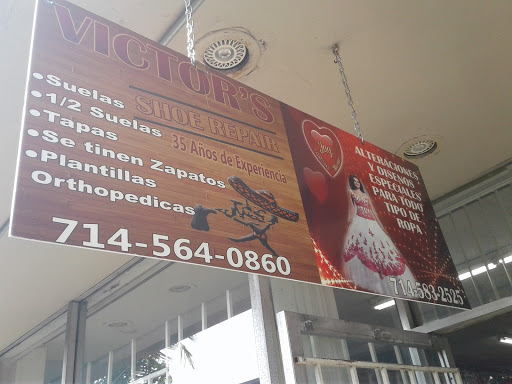 VICTOR'S
SHOE REPAIR
35 Años de Experiencia
•Suelas
•1/2 Suelas
•Tapas
•Se tinen Zapatos
•Plantillas
Orthopedicas
714-564-0860
ALTERACIONES
Y DISEÑOS
ESPECIALES
PARA TODO
TIPO DE
ROPA
714-583-2525